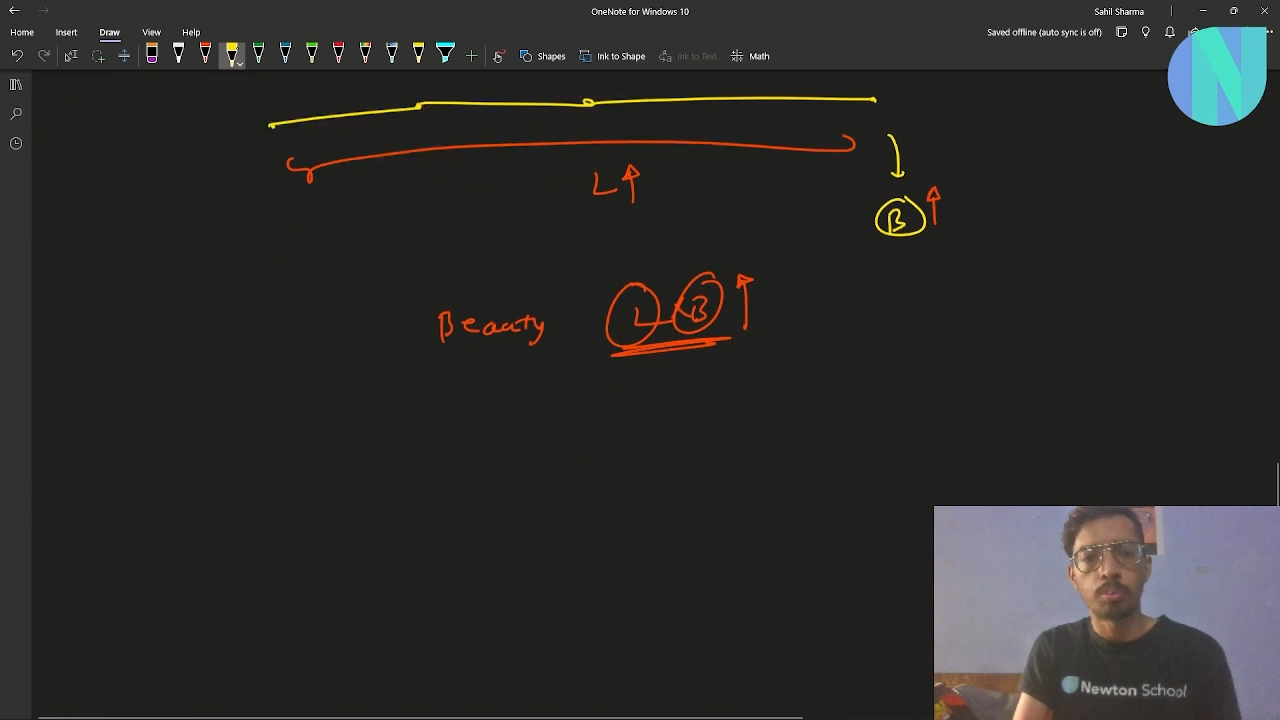 OneNote for Windows 10
Sahil Sharma
Home Insert Draw View Help
Saved offline (auto sync is off)
Shapes Ink to Shape Ink to Text Math
L
B
Beauty L-B
Newton School